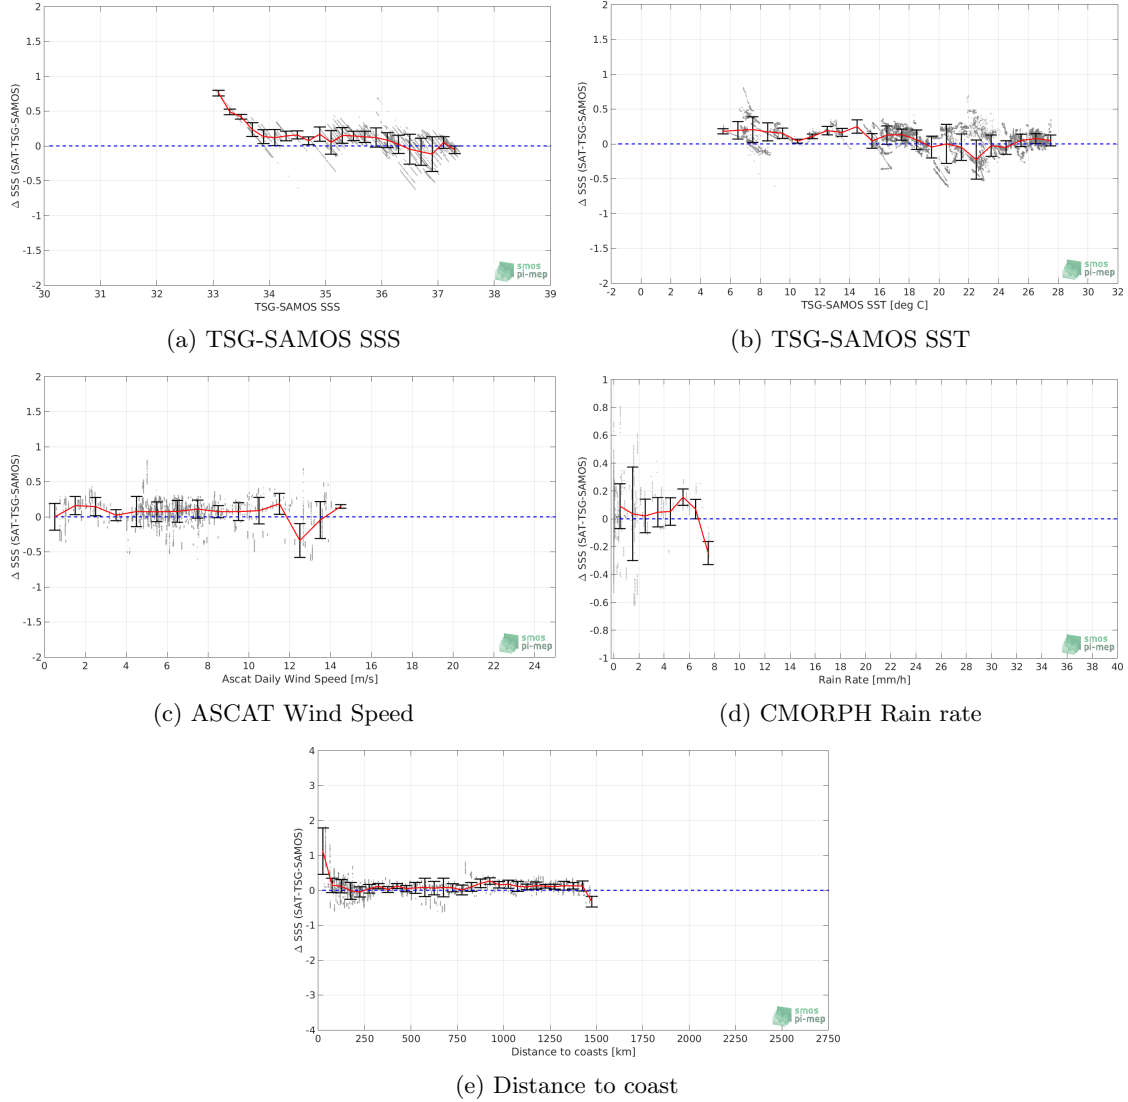 2
1.5
1
0.5
0
-0.5
-1
-1.5
-2
Δ SSS (SAT-TSG-SAMOS)
30 31 32 33 34 35 36 37 38 39
TSG-SAMOS SSS
smos
pi-mep
(a) TSG-SAMOS SSS
2
1.5
1
0.5
0
-0.5
-1
-1.5
-2
Δ SSS (SAT-TSG-SAMOS)
-2 0 2 4 6 8 10 12 14 16 18 20 22 24 26 28 30 32
TSG-SAMOS SST [deg C]
smos
pi-mep
(b) TSG-SAMOS SST
2
1.5
1
0.5
0
-0.5
-1
-1.5
-2
Δ SSS (SAT-TSG-SAMOS)
0 2 4 6 8 10 12 14 16 18 20 22 24
Ascat Daily Wind Speed [m/s]
smos
pi-mep
(c) ASCAT Wind Speed
1
0.8
0.6
0.4
0.2
0
-0.2
-0.4
-0.6
-0.8
-1
Δ SSS (SAT-TSG-SAMOS)
0 2 4 6 8 10 12 14 16 18 20 22 24 26 28 30 32 34 36 38 40
Rain Rate [mm/h]
smos
pi-mep
(d) CMORPH Rain rate
4
3
2
1
0
-1
-2
-3
-4
Δ SSS (SAT-TSG-SAMOS)
0 250 500 750 1000 1250 1500 1750 2000 2250 2500 2750
Distance to coasts [km]
smos
pi-mep
(e) Distance to coast